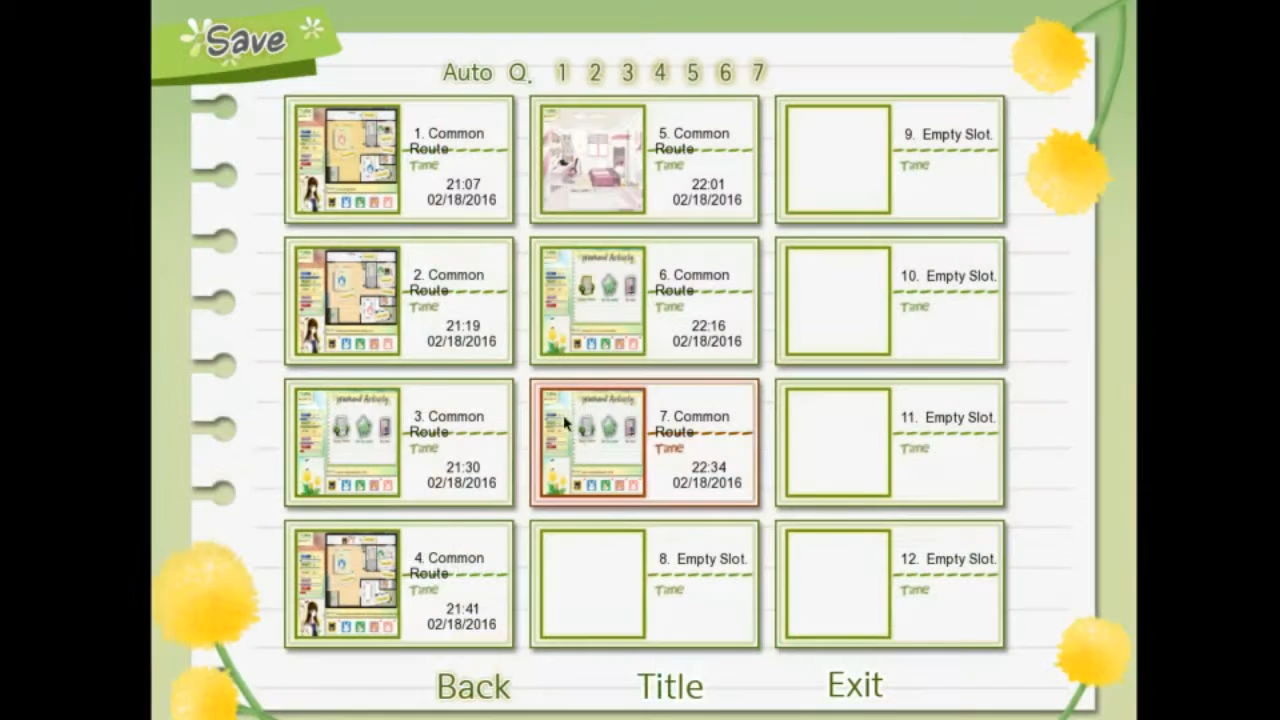 Save
Auto Q. 1 2 3 4 5 6 7
1. Common
Route
Time
21:07
02/18/2016
5. Common
Route
Time
22:01
02/18/2016
9. Empty Slot.
Time
2. Common
Route
Time
21:19
02/18/2016
6. Common
Route
Time
22:16
02/18/2016
10. Empty Slot.
Time
3. Common
Route
Time
21:30
02/18/2016
7. Common
Route
Time
22:34
02/18/2016
11. Empty Slot.
Time
4. Common
Route
Time
21:41
02/18/2016
8. Empty Slot.
Time
12. Empty Slot.
Time
Back Title Exit